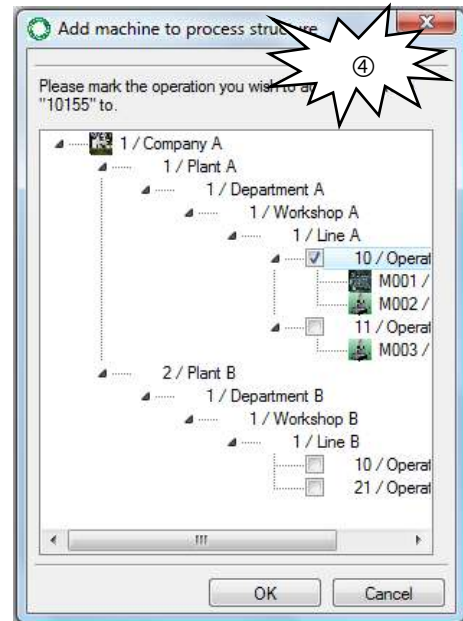 Add machine to process structure
④
Please mark the operation you wish to a
"10155" to.
1 / Company A
1 / Plant A
1 / Department A
1 / Workshop A
1 / Line A
10 / Operat
M001 /
M002 /
11 / Operat
M003 /
2 / Plant B
1 / Department B
1 / Workshop B
1 / Line B
10 / Operat
21 / Operat
OK Cancel